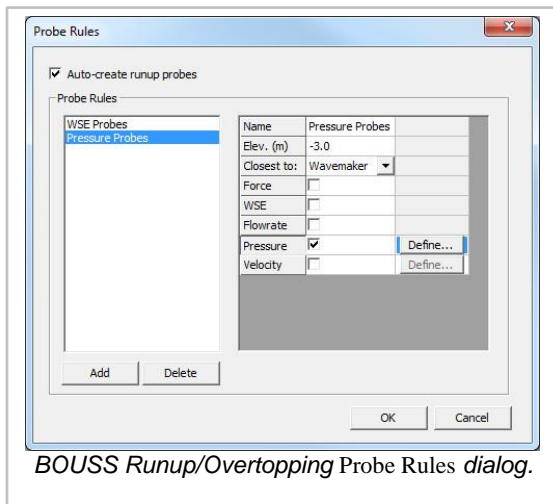 Probe Rules
Auto-create runup probes
Probe Rules
WSE Probes
Pressure Probes
Name Pressure Probes
Elev. (m) -3.0
Closest to: Wavemaker
Force
WSE
Flowrate
Pressure Define...
Velocity Define...
Add Delete
OK Cancel
BOUSS Runup/Overtopping Probe Rules dialog.